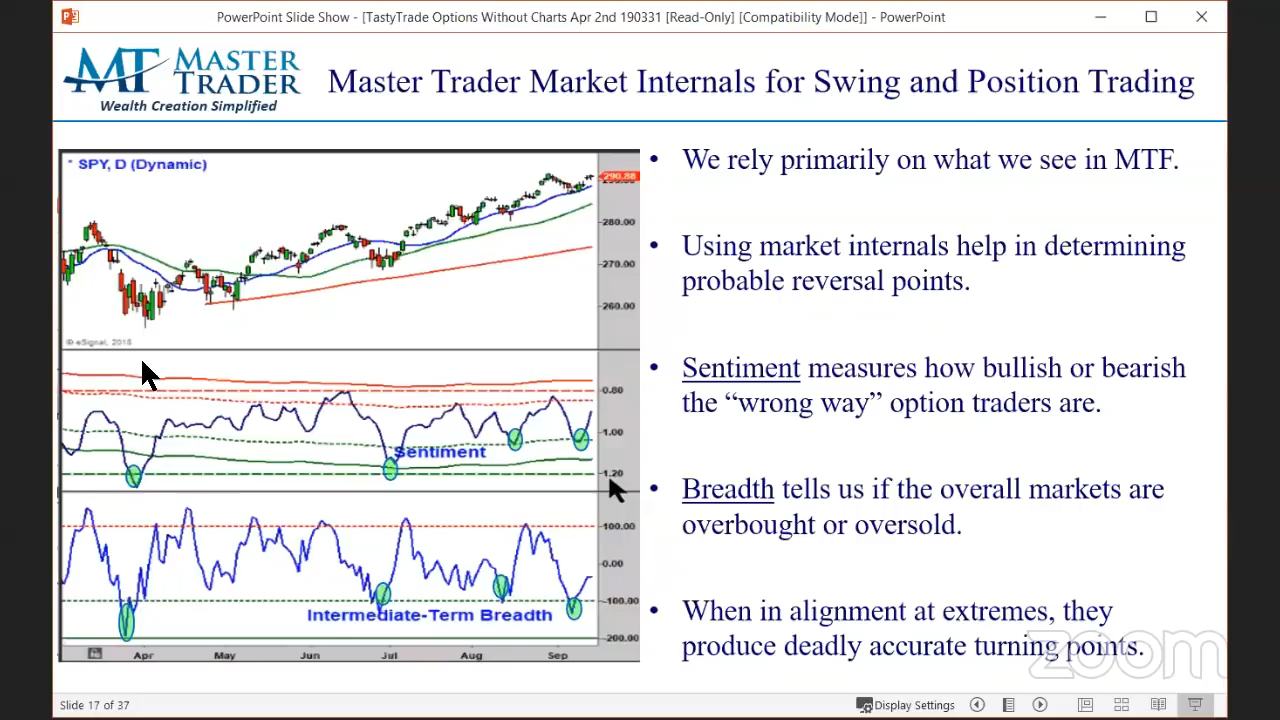 PowerPoint Slide Show - [TastyTrade Options Without Charts Apr 2nd 190331 [Read-Only] [Compatibility Mode]] - PowerPoint
MT MASTER TRADER
Wealth Creation Simplified
Master Trader Market Internals for Swing and Position Trading
* SPY, D (Dynamic)
290.88
280.00
270.00
260.00
© eSignal, 2018
0.80
1.00
Sentiment
1.20
100.00
0.00
-100.00
Intermediate-Term Breadth
-200.00
Apr May Jun Jul Aug Sep
• We rely primarily on what we see in MTF.
• Using market internals help in determining
probable reversal points.
• Sentiment measures how bullish or bearish
the “wrong way” option traders are.
• Breadth tells us if the overall markets are
overbought or oversold.
• When in alignment at extremes, they
produce deadly accurate turning points.
zoom
Slide 17 of 37
Display Settings